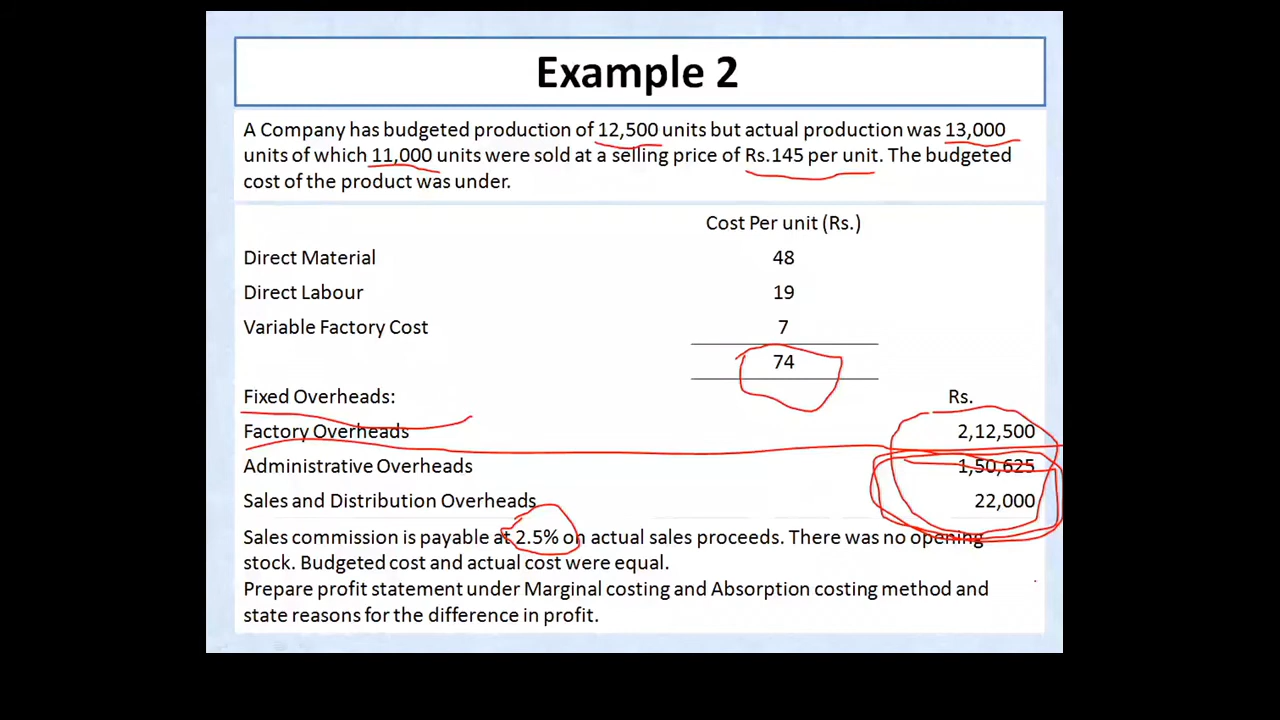 Example 2
A Company has budgeted production of 12,500 units but actual production was 13,000
units of which 11,000 units were sold at a selling price of Rs.145 per unit. The budgeted
cost of the product was under.
Cost Per unit (Rs.)
Direct Material 48
Direct Labour 19
Variable Factory Cost 7
74
Fixed Overheads: Rs.
Factory Overheads 2,12,500
Administrative Overheads 1,50,625
Sales and Distribution Overheads 22,000
Sales commission is payable at 2.5% on actual sales proceeds. There was no opening
stock. Budgeted cost and actual cost were equal.
Prepare profit statement under Marginal costing and Absorption costing method and
state reasons for the difference in profit.